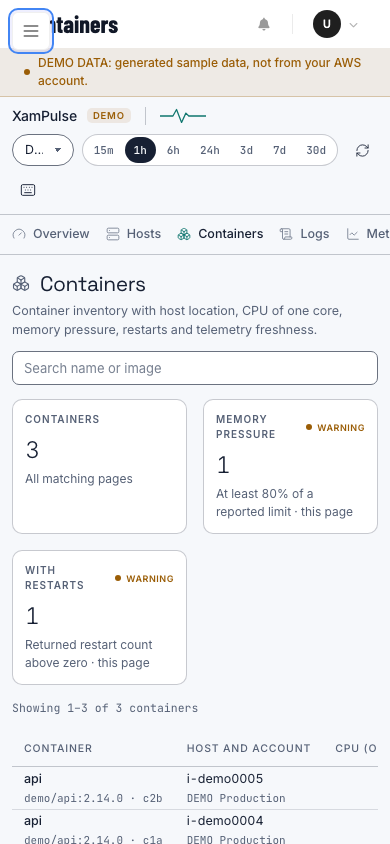 ntainers
U
DEMO DATA: generated sample data, not from your AWS
account.
XamPulse DEMO
D... 15m 1h 6h 24h 3d 7d 30d
Overview Hosts Containers Logs Met
Containers
Container inventory with host location, CPU of one core,
memory pressure, restarts and telemetry freshness.
Search name or image
CONTAINERS
3
All matching pages
MEMORY
PRESSURE
WARNING
1
At least 80% of a
reported limit · this page
WITH
RESTARTS
WARNING
1
Returned restart count
above zero · this page
Showing 1–3 of 3 containers
CONTAINER HOST AND ACCOUNT CPU (O
api i-demo0005
demo/api:2.14.0 · c2b DEMO Production
api i-demo0004
demo/api:2.14.0 · c1a DEMO Production